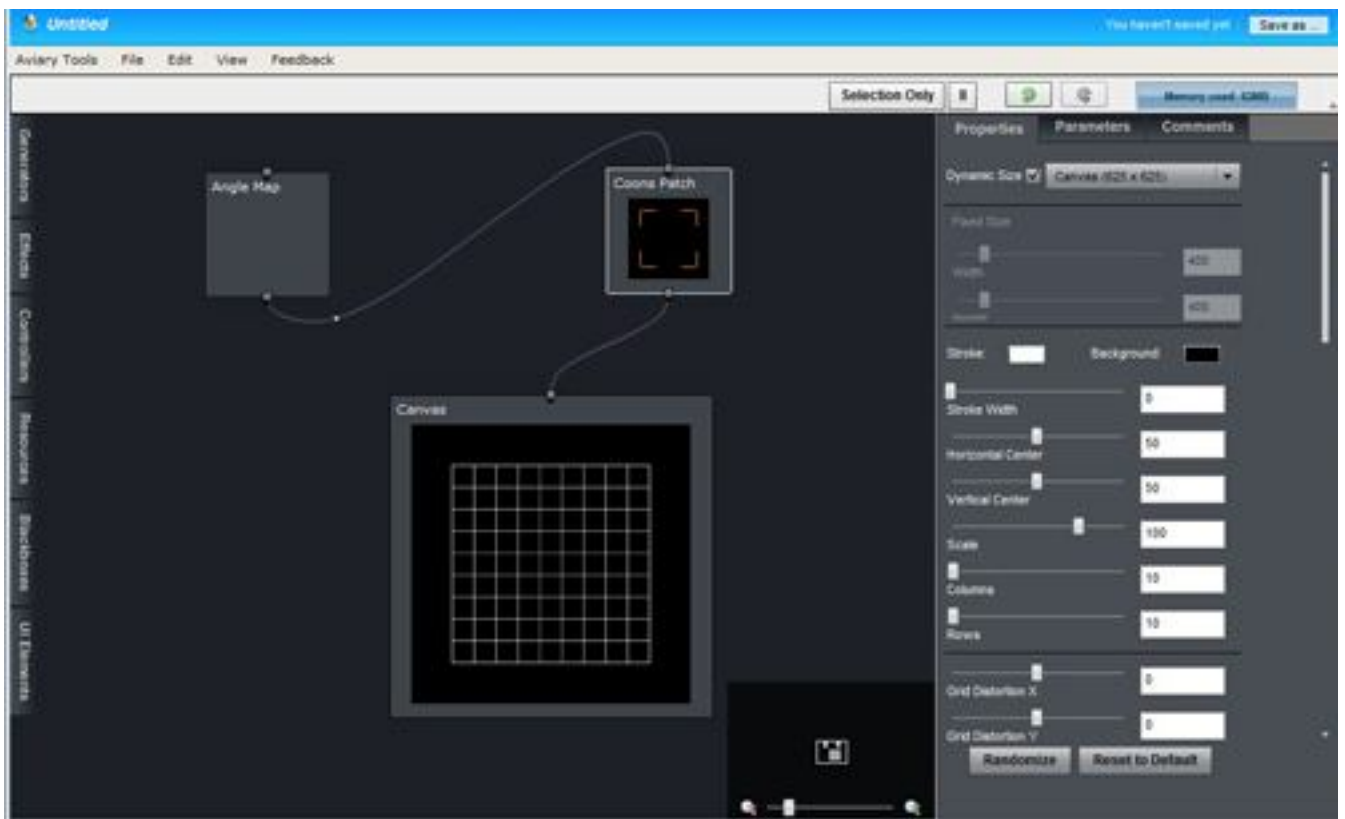 Untitled
You haven't saved yet
Save as ...
Aviary Tools File Edit View Feedback
Selection Only
Memory used:
Generators
Effects
Controllers
Resources
Blackboxes
UI Elements
Angle Map
Coons Patch
Canvas
Properties Parameters Comments
Dynamic Size Canvas (625 x 625)
Fixed Size
Width 400
400
Stroke: Background:
Stroke Width 0
Horizontal Center 50
Vertical Center 50
Scale 100
Columns 10
Rows 10
Grid Distortion X 0
Grid Distortion Y 0
Randomize Reset to Default